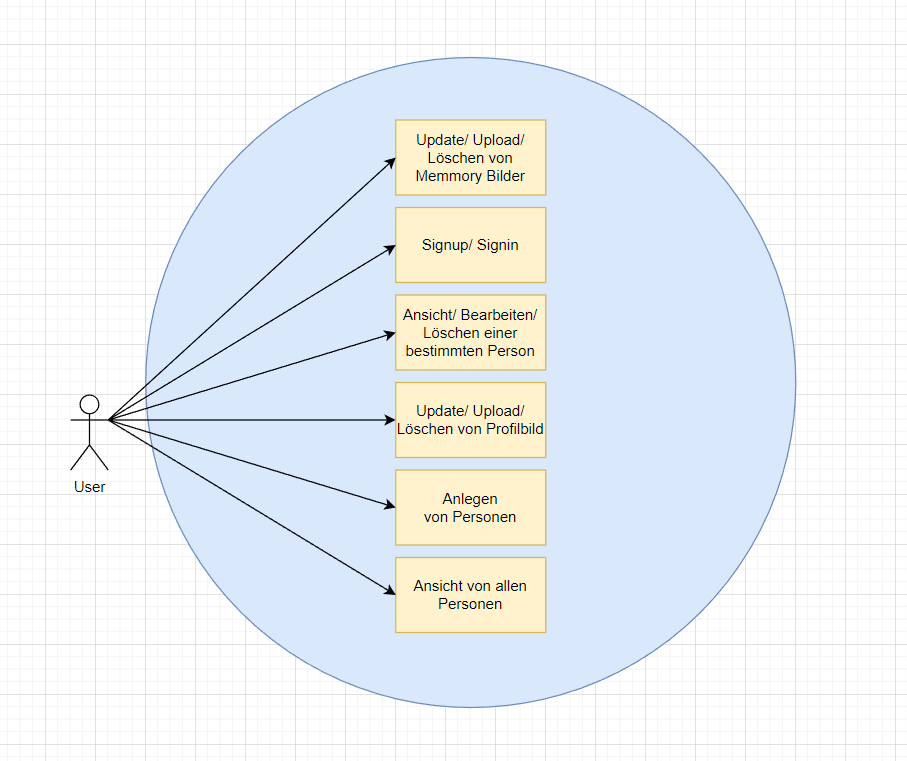 Update/ Upload/
Löschen von
Memmory Bilder
Signup/ Signin
Ansicht/ Bearbeiten/
Löschen einer
bestimmten Person
Update/ Upload/
Löschen von Profilbild
Anlegen
von Personen
Ansicht von allen
Personen
User